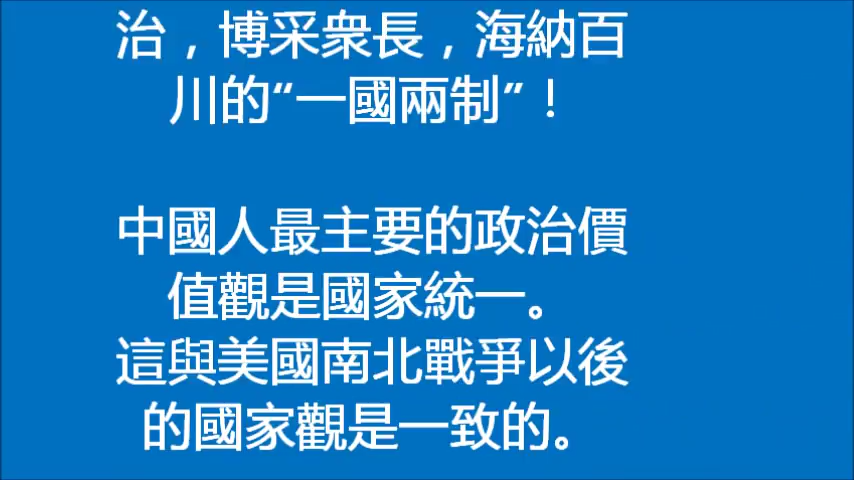 治，博采衆長，海納百
川的“一國兩制”！
中國人最主要的政治價
值觀是國家統一。
這與美國南北戰爭以後
的國家觀是一致的。